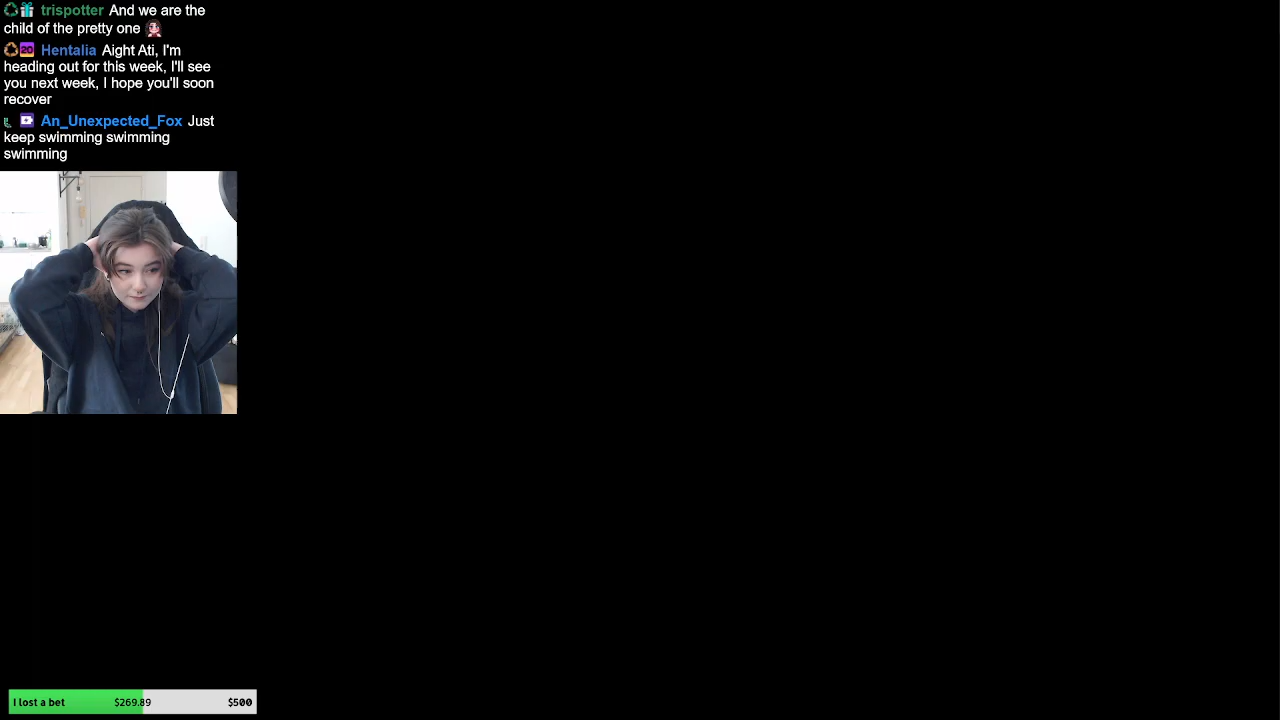 trispotter And we are the
child of the pretty one
20 Hentalia Aight Ati, I'm
heading out for this week, I'll see
you next week, I hope you'll soon
recover
An_Unexpected_Fox Just
keep swimming swimming
swimming
I lost a bet $269.89 $500